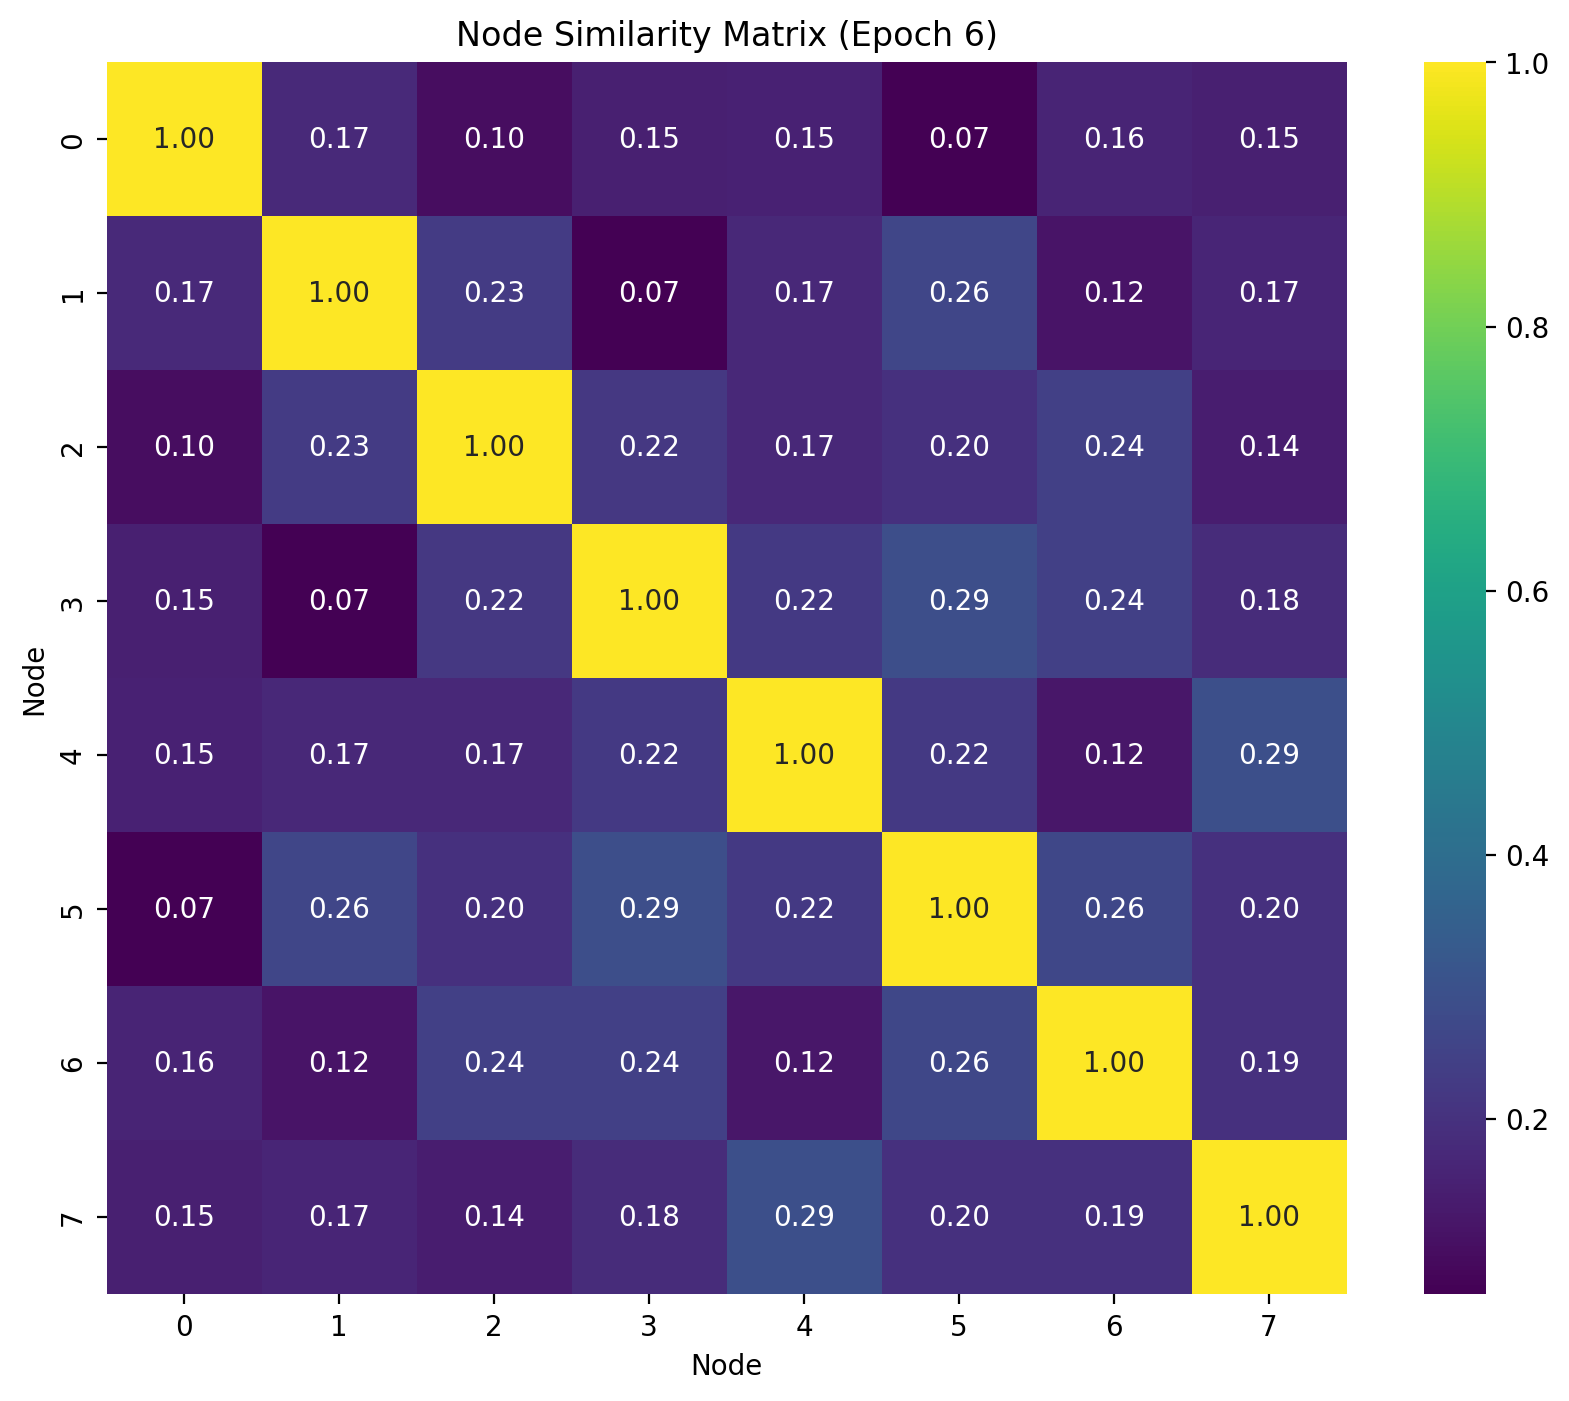 Node Similarity Matrix (Epoch 6)
1.0
0 1.00 0.17 0.10 0.15 0.15 0.07 0.16 0.15
1 0.17 1.00 0.23 0.07 0.17 0.26 0.12 0.17
0.8
2 0.10 0.23 1.00 0.22 0.17 0.20 0.24 0.14
3 0.15 0.07 0.22 1.00 0.22 0.29 0.24 0.18
0.6
Node
4 0.15 0.17 0.17 0.22 1.00 0.22 0.12 0.29
0.4
5 0.07 0.26 0.20 0.29 0.22 1.00 0.26 0.20
6 0.16 0.12 0.24 0.24 0.12 0.26 1.00 0.19
0.2
7 0.15 0.17 0.14 0.18 0.29 0.20 0.19 1.00
0 1 2 3 4 5 6 7
Node